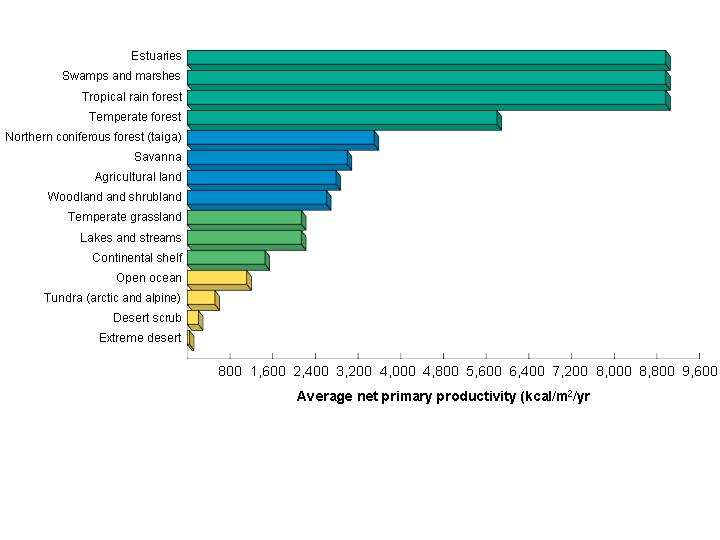 Estuaries
Swamps and marshes
Tropical rain forest
Temperate forest
Northern coniferous forest (taiga)
Savanna
Agricultural land
Woodland and shrubland
Temperate grassland
Lakes and streams
Continental shelf
Open ocean
Tundra (arctic and alpine)
Desert scrub
Extreme desert
800 1,600 2,400 3,200 4,000 4,800 5,600 6,400 7,200 8,000 8,800 9,600
Average net primary productivity (kcal/m²/yr